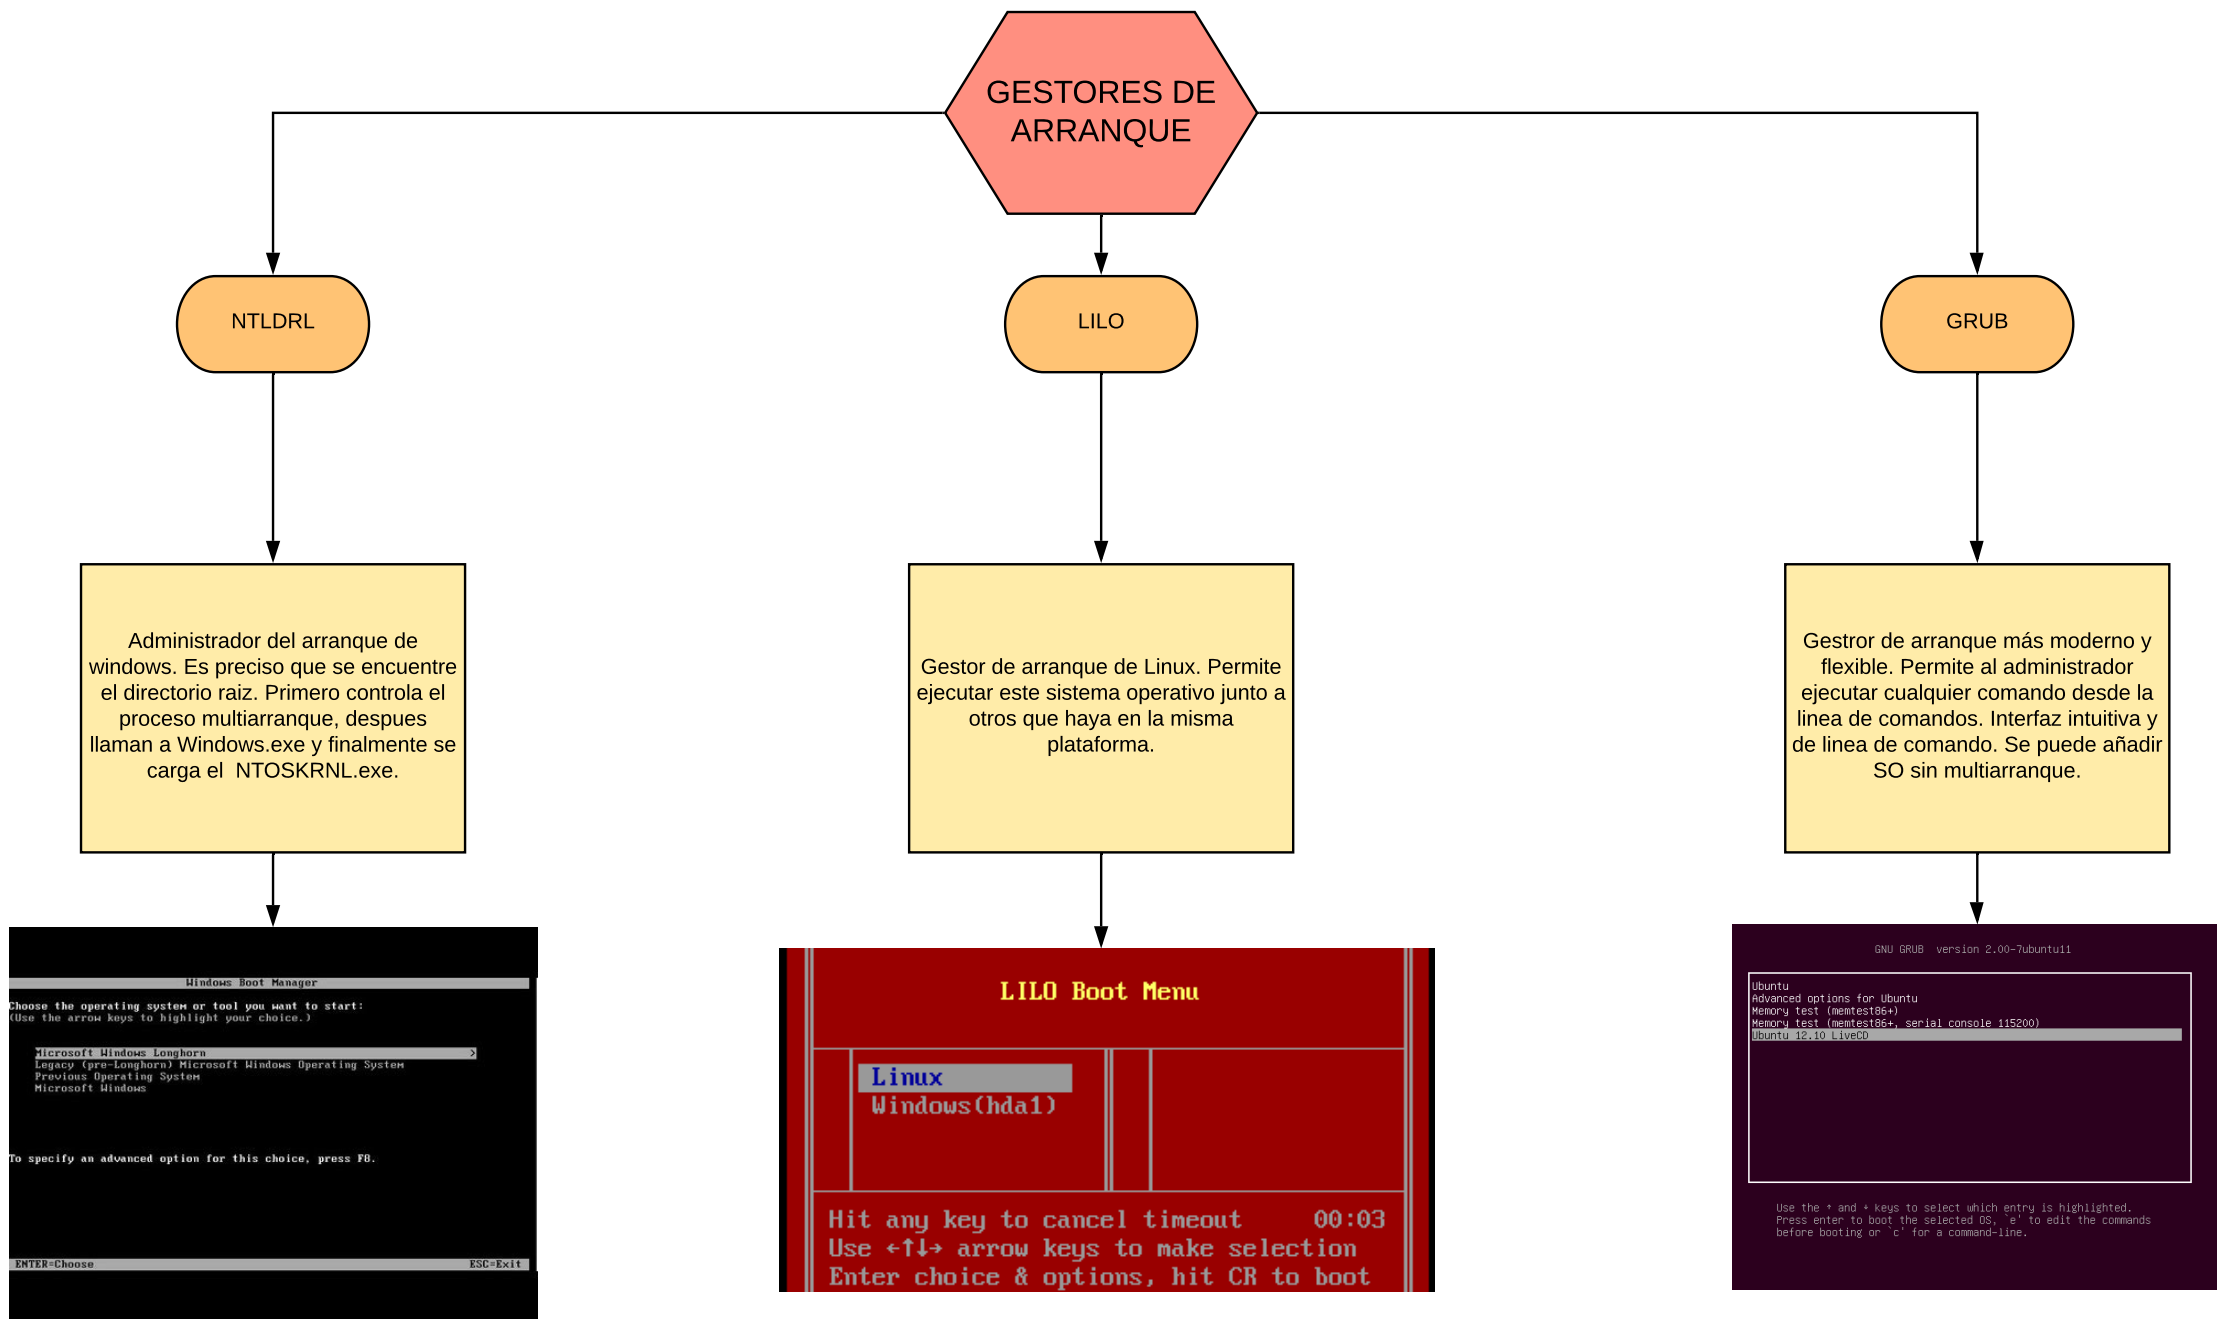 GESTORES DE
ARRANQUE
NTLDRL
LILO
GRUB
Administrador del arranque de
windows. Es preciso que se encuentre
el directorio raiz. Primero controla el
proceso multiarranque, despues
llaman a Windows.exe y finalmente se
carga el  NTOSKRNL.exe.
Gestor de arranque de Linux. Permite
ejecutar este sistema operativo junto a
otros que haya en la misma
plataforma.
Gestror de arranque más moderno y
flexible. Permite al administrador
ejecutar cualquier comando desde la
linea de comandos. Interfaz intuitiva y
de linea de comando. Se puede añadir
SO sin multiarranque.
Windows Boot Manager
Choose the operating system or tool you want to start:
(Use the arrow keys to highlight your choice.)
Microsoft Windows Longhorn >
Legacy (pre-Longhorn) Microsoft Windows Operating System
Previous Operating System
Microsoft Windows
To specify an advanced option for this choice, press F8.
ENTER=Choose ESC=Exit
LILO Boot Menu
Linux
Windows(hda1)
Hit any key to cancel timeout 00:03
Use ←↑↓→ arrow keys to make selection
Enter choice & options, hit CR to boot
GNU GRUB  version 2.00-7ubuntu11
Ubuntu
Advanced options for Ubuntu
Memory test (memtest86+)
Memory test (memtest86+, serial console 115200)
Ubuntu 12.10 LiveCD
Use the ↑ and ↓ keys to select which entry is highlighted.
Press enter to boot the selected OS, `e' to edit the commands
before booting or `c' for a command-line.